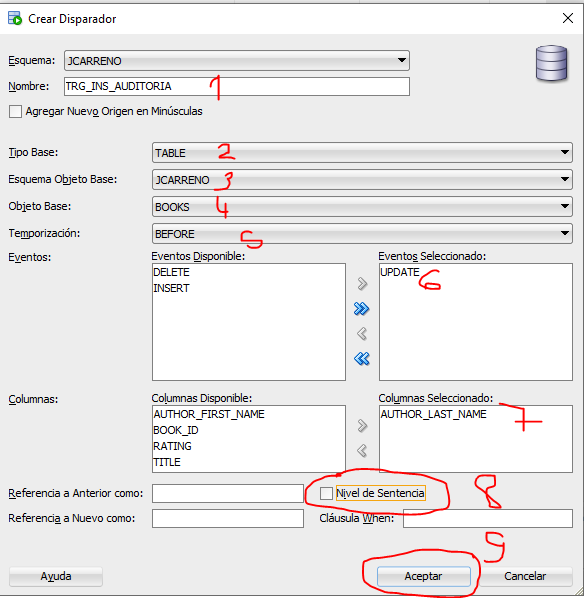 Crear Disparador
Esquema: JCARRENO
Nombre: TRG_INS_AUDITORIA 1
Agregar Nuevo Origen en Minúsculas
Tipo Base: TABLE 2
Esquema Objeto Base: JCARRENO 3
Objeto Base: BOOKS 4
Temporización: BEFORE 5
Eventos: Eventos Disponible: Eventos Seleccionado:
DELETE UPDATE 6
INSERT
Columnas: Columnas Disponible: Columnas Seleccionado:
AUTHOR_FIRST_NAME AUTHOR_LAST_NAME 7
BOOK_ID
RATING
TITLE
Referencia a Anterior como: Nivel de Sentencia 8
Referencia a Nuevo como: Cláusula When:
9
Ayuda Aceptar Cancelar